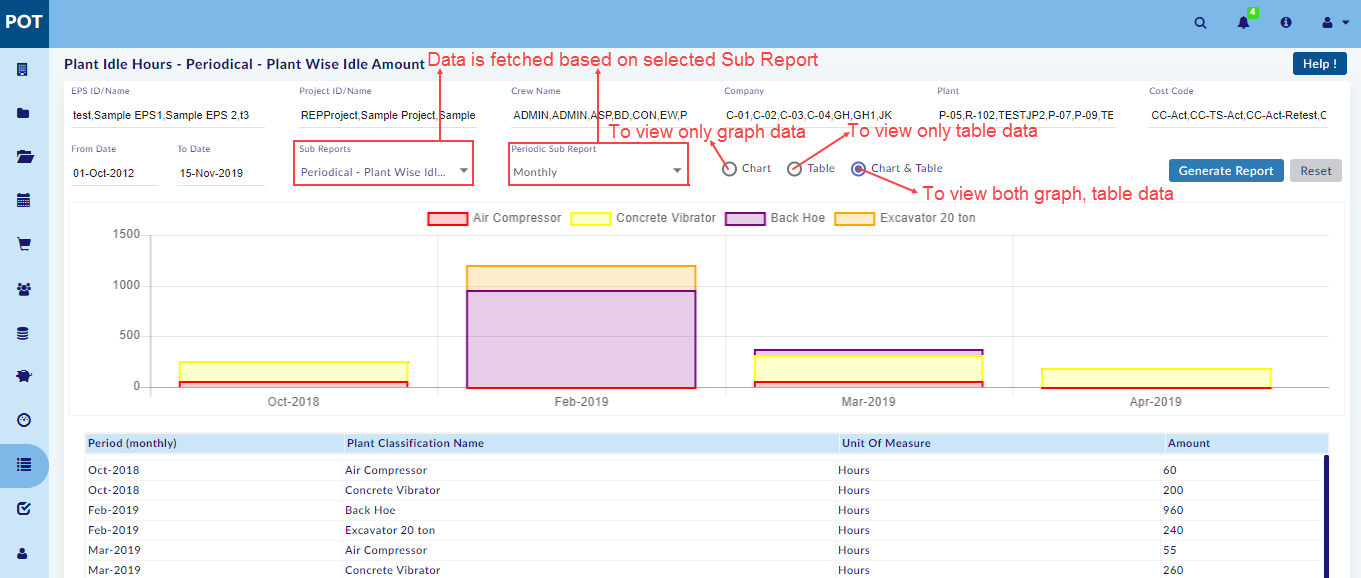 POT
4
Plant Idle Hours - Periodical - Plant Wise Idle Amount
Data is fetched based on selected Sub Report
Help !
EPS ID/Name
Project ID/Name
Crew Name
Company
Plant
Cost Code
test,Sample EPS1,Sample EPS 2,t3
REPProject,Sample Project,Sample
ADMIN,ADMIN,ASP,BD,CON,EW,P
C-01,C-02,C-03,C-04,GH,GH1,JK
P-05,R-102,TESTJP2,P-07,P-09,TE
CC-Act,CC-TS-Act,CC-Act-Retest,C
To view only graph data
To view only table data
From Date
To Date
Sub Reports
Periodic Sub Report
01-Oct-2012
15-Nov-2019
Periodical - Plant Wise Idl...
Monthly
Chart
Table
Chart & Table
Generate Report
Reset
To view both graph, table data
Air Compressor
Concrete Vibrator
Back Hoe
Excavator 20 ton
1500
1000
500
0
Oct-2018
Feb-2019
Mar-2019
Apr-2019
Period (monthly) Plant Classification Name Unit Of Measure Amount
Oct-2018 Air Compressor Hours 60
Oct-2018 Concrete Vibrator Hours 200
Feb-2019 Back Hoe Hours 960
Feb-2019 Excavator 20 ton Hours 240
Mar-2019 Air Compressor Hours 55
Mar-2019 Concrete Vibrator Hours 260